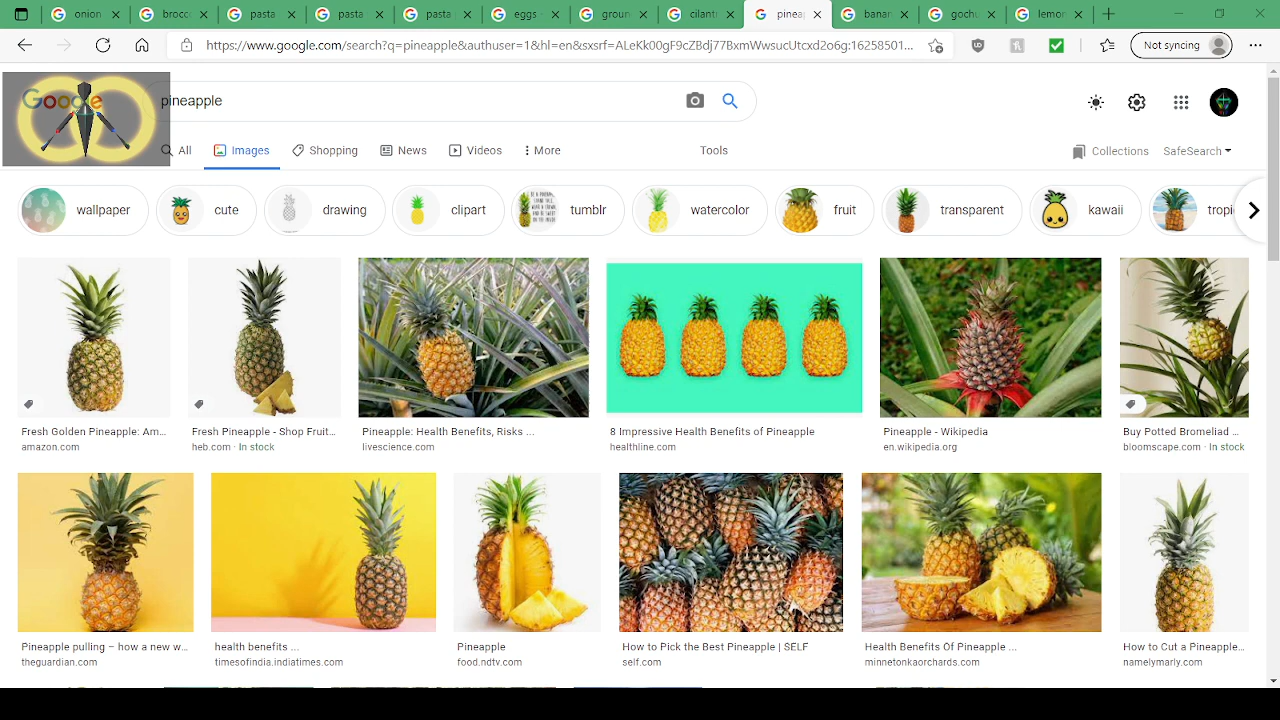 onion
brocc
pasta
pasta
pasta
eggs -
groun
cilant
pinea
banan
gochu
lemon
https://www.google.com/search?q=pineapple&authuser=1&hl=en&sxsrf=
Not syncing
Google
pineapple
All
Images
Shopping
News
Videos
More
Tools
Collections
SafeSearch
wallpaper
cute
drawing
clipart
tumblr
watercolor
fruit
transparent
kawaii
tropi
Fresh Golden Pineapple: Am...
Fresh Pineapple - Shop Fruit...
Pineapple: Health Benefits, Risks ...
8 Impressive Health Benefits of Pineapple
Pineapple - Wikipedia
Buy Potted Bromeliad ...
amazon.com
heb.com · In stock
livescience.com
healthline.com
en.wikipedia.org
bloomscape.com · In stock
Pineapple pulling – how a new w...
health benefits ...
Pineapple
How to Pick the Best Pineapple | SELF
Health Benefits Of Pineapple ...
How to Cut a Pineapple...
theguardian.com
timesofindia.indiatimes.com
food.ndtv.com
self.com
minnetonkaorchards.com
namelymarly.com